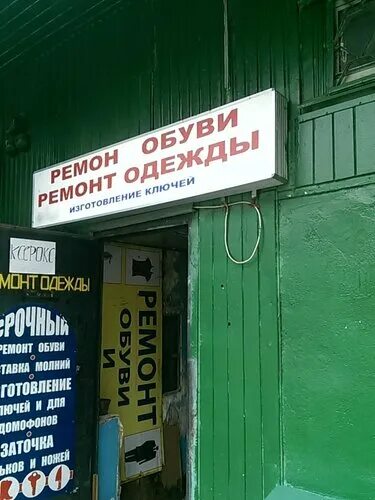 РЕМОН ОБУВИ
РЕМОНТ ОДЕЖДЫ
ИЗГОТОВЛЕНИЕ КЛЮЧЕЙ
КСЕРОКС
МОНТ ОДЕЖДЫ
РОЧНЫЙ
РЕМОНТ ОБУВИ
ТАВКА МОЛНИЙ
ГОТОВЛЕНИЕ
ЛЮЧЕЙ И ДЛЯ
ДОМОФОНОВ
ЗАТОЧКА
ЬКОВ И НОЖЕЙ
РЕМОНТ
ОБУВИ
И